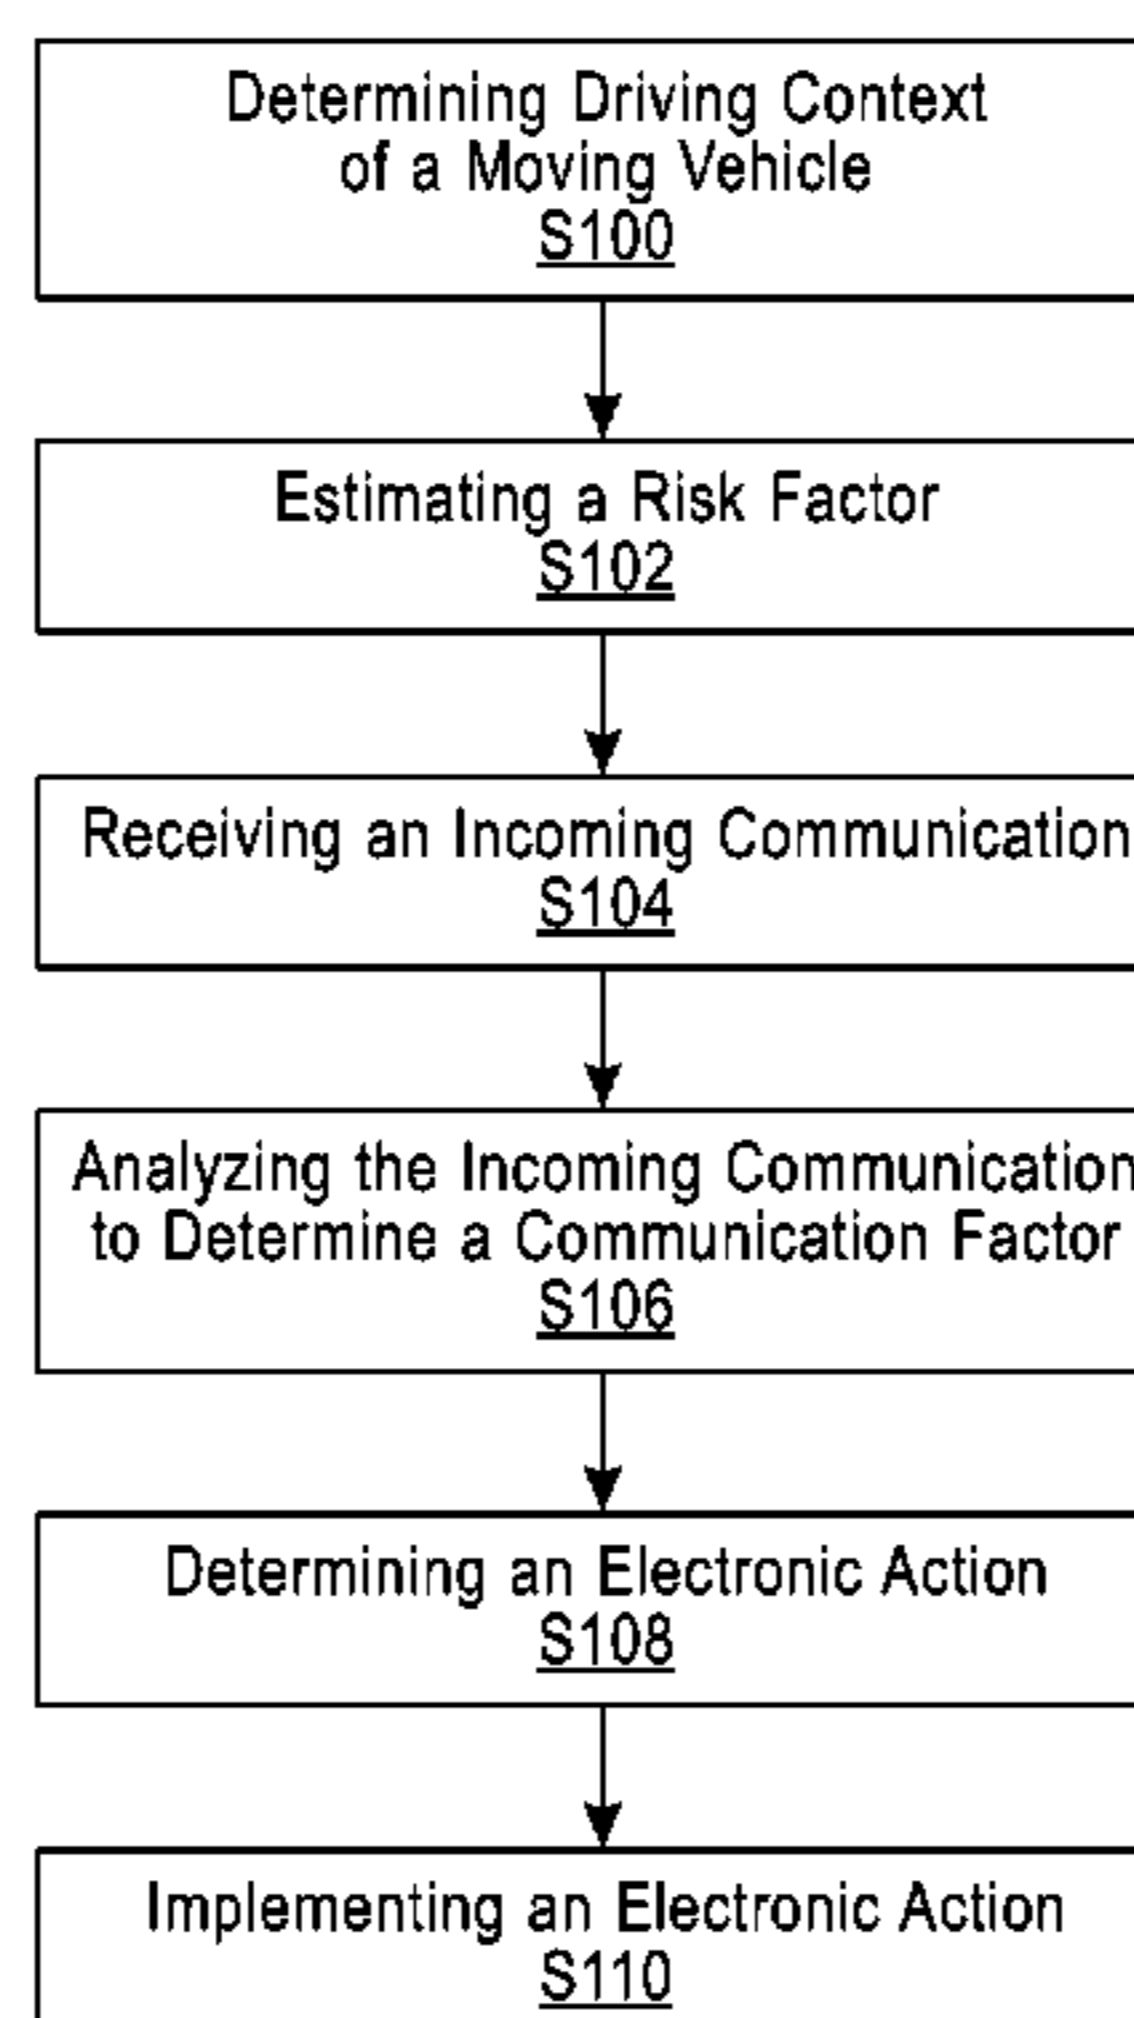 Determining Driving Context
of a Moving Vehicle
S100
Estimating a Risk Factor
S102
Receiving an Incoming Communication
S104
Analyzing the Incoming Communication
to Determine a Communication Factor
S106
Determining an Electronic Action
S108
Implementing an Electronic Action
S110